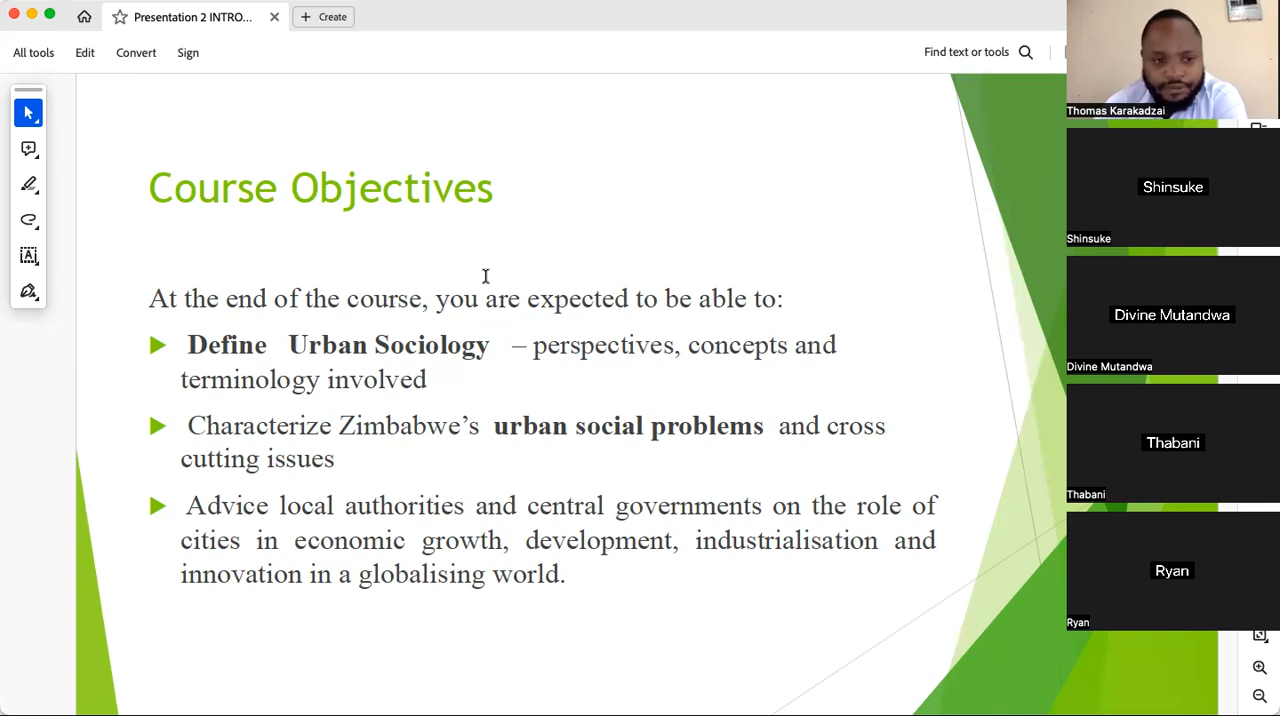 Presentation 2 INTRO...
Create
All tools
Edit
Convert
Sign
Find text or tools
Course Objectives
At the end of the course, you are expected to be able to:
Define Urban Sociology – perspectives, concepts and
terminology involved
Characterize Zimbabwe’s urban social problems and cross
cutting issues
Advice local authorities and central governments on the role of
cities in economic growth, development, industrialisation and
innovation in a globalising world.
Thomas Karakadzai
Shinsuke
Shinsuke
Divine Mutandwa
Divine Mutandwa
Thabani
Thabani
Ryan
Ryan